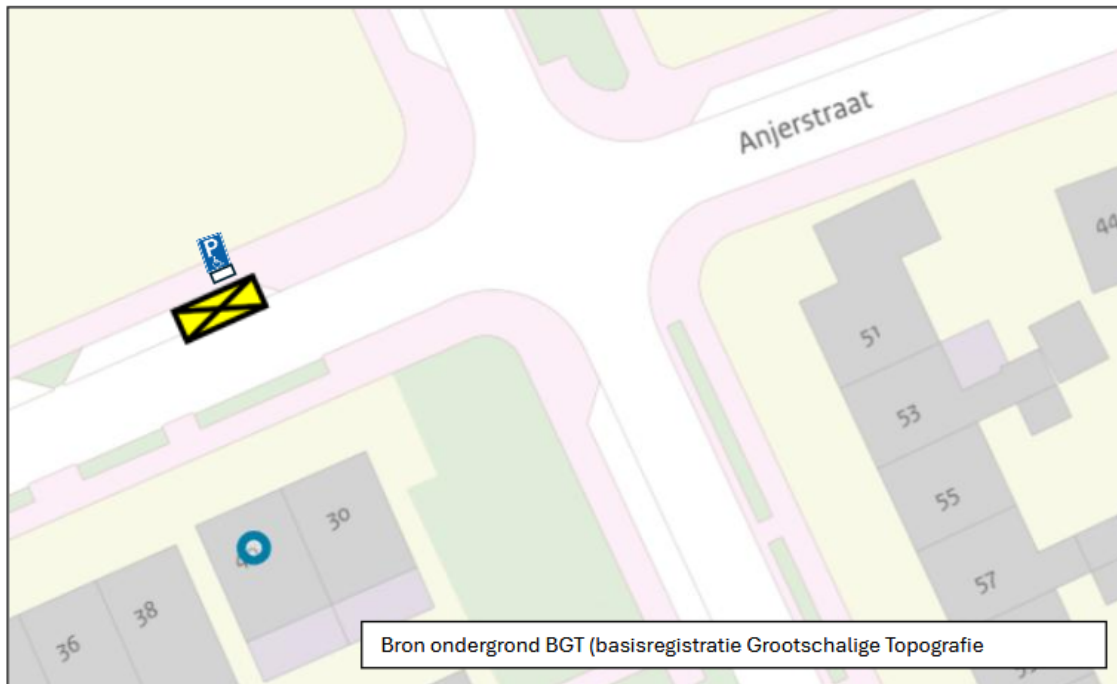 Anjerstraat
P
44
51
53
55
57
30
38
36
Bron ondergrond BGT (basisregistratie Grootschalige Topografie